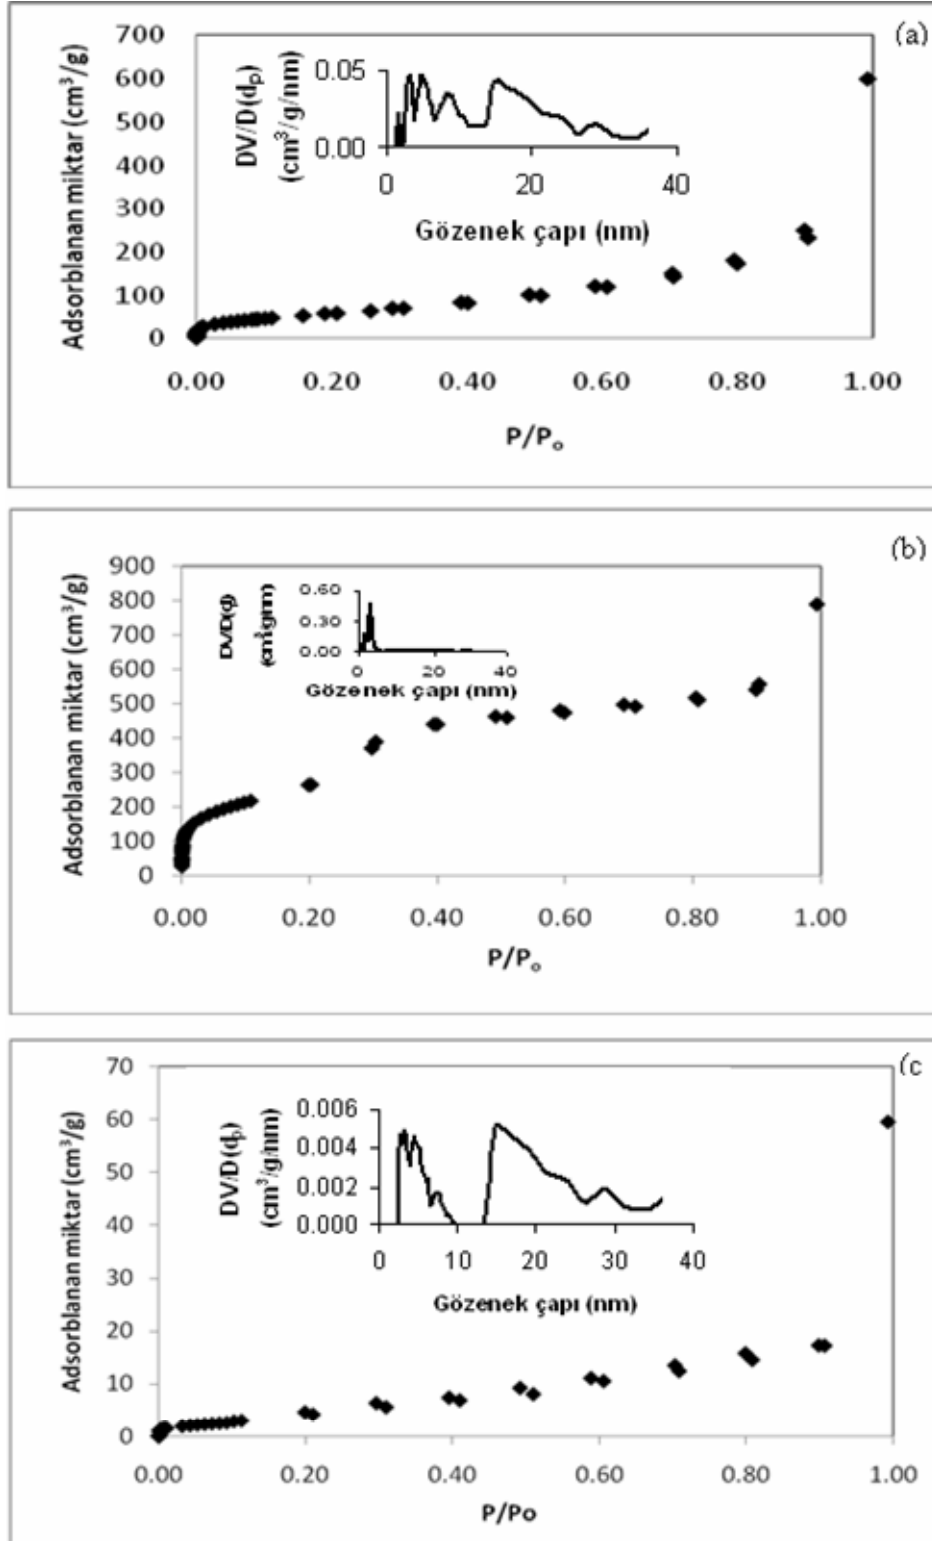 (a)
Adsorblanan miktar (cm³/g)
700
600
500
400
300
200
100
0
0.00 0.20 0.40 0.60 0.80 1.00
P/Pₒ
DV/D(dₚ)
(cm³/g/nm)
0.05
0.00
0 20 40
Gözenek çapı (nm)
(b)
Adsorblanan miktar (cm³/g)
900
800
700
600
500
400
300
200
100
0
0.00 0.20 0.40 0.60 0.80 1.00
P/Pₒ
DV/D(d)
(cm³/g/nm)
0.60
0.30
0.00
0 20 40
Gözenek çapı (nm)
(c
Adsorblanan miktar (cm³/g)
70
60
50
40
30
20
10
0
0.00 0.20 0.40 0.60 0.80 1.00
P/Po
DV/D(dₚ)
(cm³/g/nm)
0.006
0.004
0.002
0.000
0 10 20 30 40
Gözenek çapı (nm)